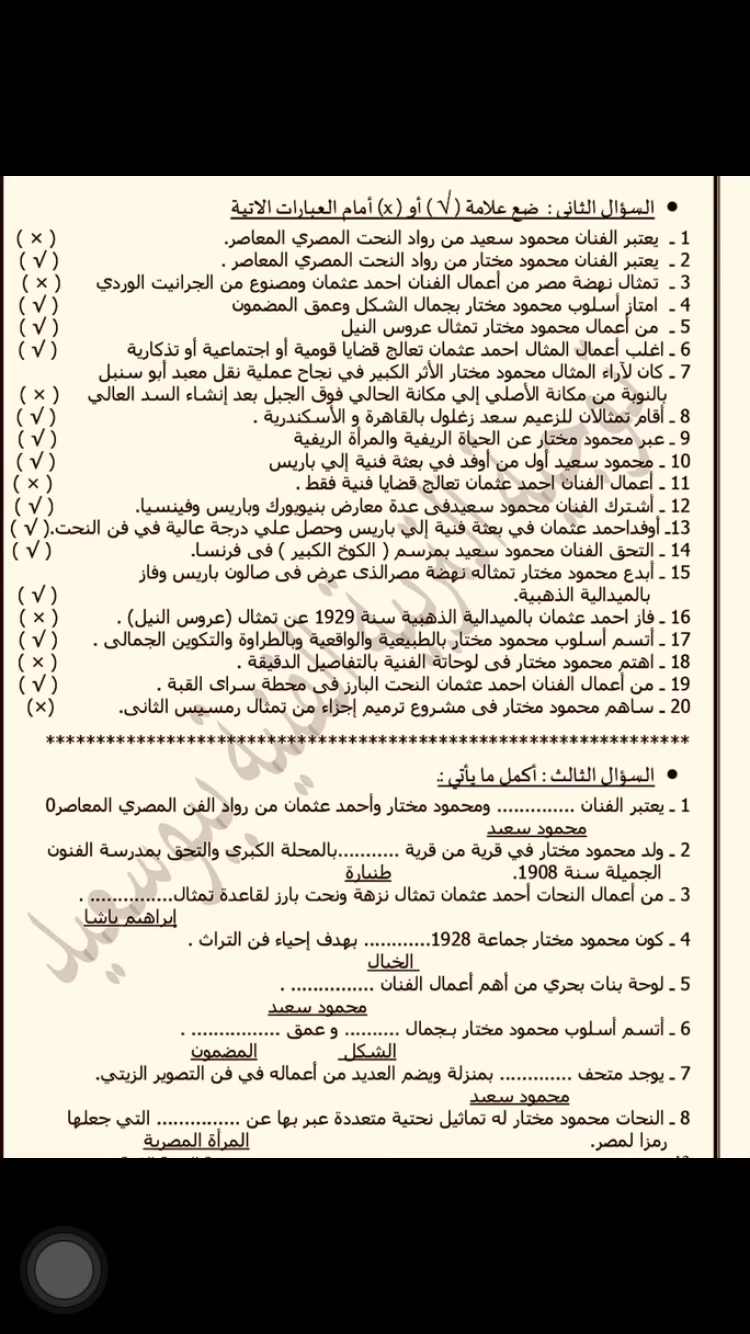 ● السؤال الثانى : ضع علامة (√) أو (x) أمام العبارات الاتية
1 ـ يعتبر الفنان محمود سعيد من رواد النحت المصري المعاصر. ( × )
2 ـ يعتبر الفنان محمود مختار من رواد النحت المصري المعاصر . ( √ )
3 ـ تمثال نهضة مصر من أعمال الفنان احمد عثمان ومصنوع من الجرانيت الوردي ( × )
4 ـ امتاز أسلوب محمود مختار بجمال الشكل وعمق المضمون ( √ )
5 ـ من أعمال محمود مختار تمثال عروس النيل ( √ )
6 ـ اغلب أعمال المثال احمد عثمان تعالج قضايا قومية أو اجتماعية أو تذكارية ( √ )
7 ـ كان لآراء المثال محمود مختار الأثر الكبير في نجاح عملية نقل معبد أبو سنبل
بالنوبة من مكانة الأصلي إلي مكانة الحالي فوق الجبل بعد إنشاء السد العالي ( × )
8 ـ أقام تمثالان للزعيم سعد زغلول بالقاهرة و الأسكندرية . ( √ )
9 ـ عبر محمود مختار عن الحياة الريفية والمرأة الريفية ( √ )
10 ـ محمود سعيد أول من أوفد في بعثة فنية إلي باريس ( √ )
11 ـ أعمال الفنان احمد عثمان تعالج قضايا فنية فقط . ( × )
12 ـ أشترك الفنان محمود سعيدفى عدة معارض بنيويورك وباريس وفينسيا. ( √ )
13ـ أوفداحمد عثمان في بعثة فنية إلي باريس وحصل علي درجة عالية في فن النحت.( √ )
14 ـ التحق الفنان محمود سعيد بمرسم ( الكوخ الكبير ) فى فرنسا. ( √ )
15 ـ أبدع محمود مختار تمثاله نهضة مصرالذى عرض فى صالون باريس وفاز
بالميدالية الذهبية. ( √ )
16 ـ فاز احمد عثمان بالميدالية الذهبية سنة 1929 عن تمثال (عروس النيل) . ( × )
17 ـ أتسم أسلوب محمود مختار بالطبيعية والواقعية وبالطراوة والتكوين الجمالى . ( √ )
18 ـ اهتم محمود مختار فى لوحاتة الفنية بالتفاصيل الدقيقة . ( × )
19 ـ من أعمال الفنان احمد عثمان النحت البارز فى محطة سراى القبة . ( √ )
20 ـ ساهم محمود مختار فى مشروع ترميم إجزاء من تمثال رمسيس الثانى. (×)
****************************************************************
● السؤال الثالث : أكمل ما يأتي :ـ
1 ـ يعتبر الفنان .............. ومحمود مختار وأحمد عثمان من رواد الفن المصري المعاصر0
محمود سعيد
2 ـ ولد محمود مختار في قرية من قرية ...........بالمحلة الكبرى والتحق بمدرسة الفنون
الجميلة سنة 1908. طنبارة
3 ـ من أعمال النحات أحمد عثمان تمثال نزهة ونحت بارز لقاعدة تمثال............... .
إبراهيم باشا
4 ـ كون محمود مختار جماعة 1928............ بهدف إحياء فن التراث .
الخيال
5 ـ لوحة بنات بحري من أهم أعمال الفنان ............... .
محمود سعيد
6 ـ أتسم أسلوب محمود مختار بـجمال .......... و عمق ................ .
الشكل المضمون
7 ـ يوجد متحف ............. بمنزلة ويضم العديد من أعماله في فن التصوير الزيتي.
محمود سعيد
8 ـ النحات محمود مختار له تماثيل نحتية متعددة عبر بها عن ............... التي جعلها
رمزا لمصر. المرأة المصرية
توجيه التربية الفنية ببورسعيد